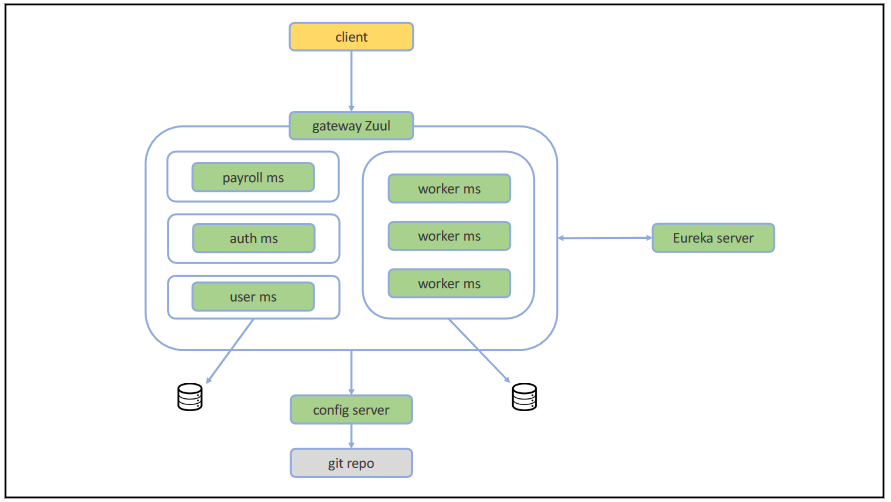 client
gateway Zuul
payroll ms
auth ms
user ms
worker ms
worker ms
worker ms
Eureka server
config server
git repo